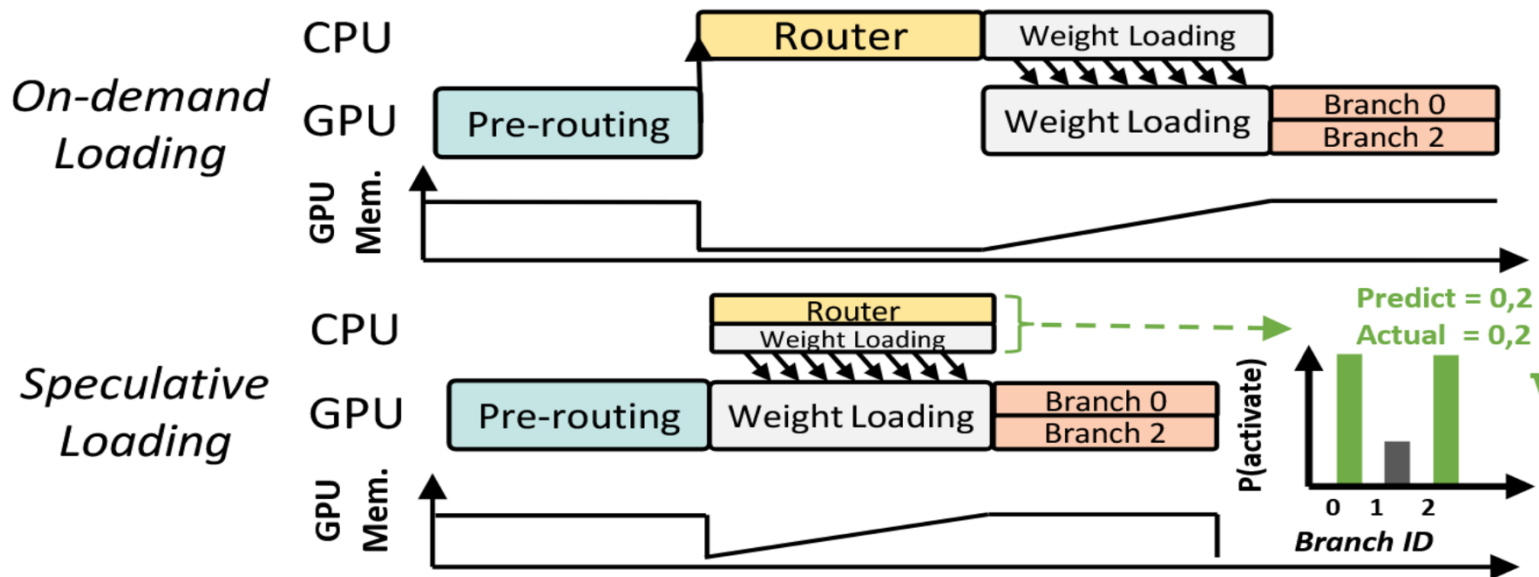 On-demand
Loading
CPU
Router
Weight Loading
GPU
Pre-routing
Weight Loading
Branch 0
Branch 2
GPU
Mem.
Speculative
Loading
CPU
Router
Weight Loading
GPU
Pre-routing
Weight Loading
Branch 0
Branch 2
GPU
Mem.
Predict = 0,2
Actual = 0,2
P(activate)
0 1 2
Branch ID